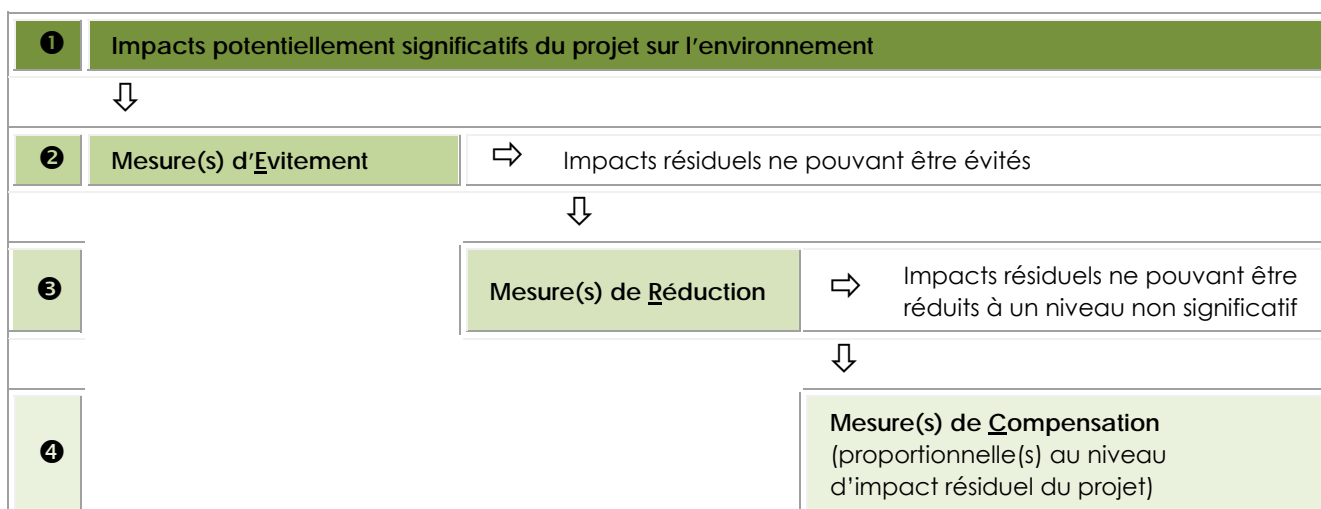 ❶ Impacts potentiellement significatifs du projet sur l'environnement
⇩
❷ Mesure(s) d'Evitement ⇨ Impacts résiduels ne pouvant être évités
⇩
❸ Mesure(s) de Réduction ⇨ Impacts résiduels ne pouvant être
réduits à un niveau non significatif
⇩
❹ Mesure(s) de Compensation
(proportionnelle(s) au niveau
d'impact résiduel du projet)